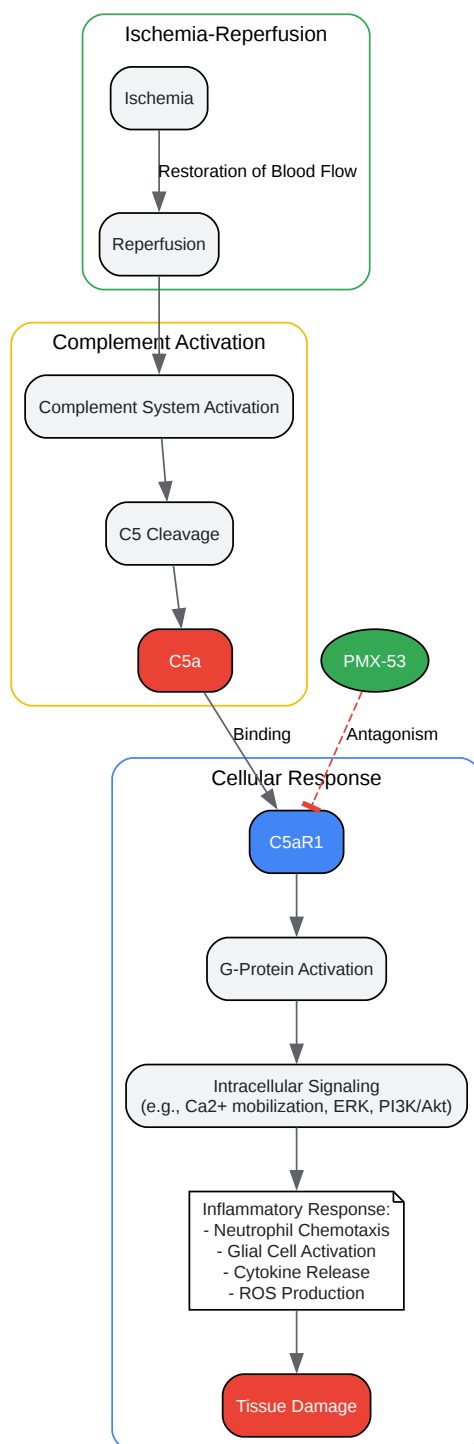 Ischemia-Reperfusion
Ischemia
Restoration of Blood Flow
Reperfusion
Complement Activation
Complement System Activation
C5 Cleavage
C5a
PMX-53
Binding
Antagonism
Cellular Response
C5aR1
G-Protein Activation
Intracellular Signaling
(e.g., Ca2+ mobilization, ERK, PI3K/Akt)
Inflammatory Response:
- Neutrophil Chemotaxis
- Glial Cell Activation
- Cytokine Release
- ROS Production
Tissue Damage